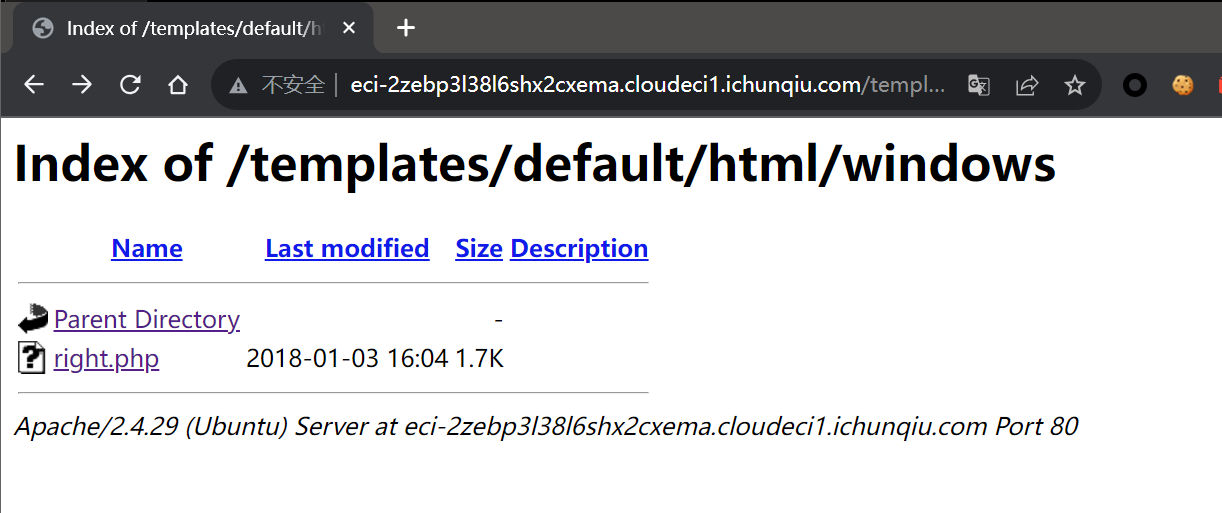 Index of /templates/default/h
不安全 eci-2zebp3l38l6shx2cxema.cloudeci1.ichunqiu.com/templ...
Index of /templates/default/html/windows
Name Last modified Size Description
Parent Directory -
right.php 2018-01-03 16:04 1.7K
Apache/2.4.29 (Ubuntu) Server at eci-2zebp3l38l6shx2cxema.cloudeci1.ichunqiu.com Port 80